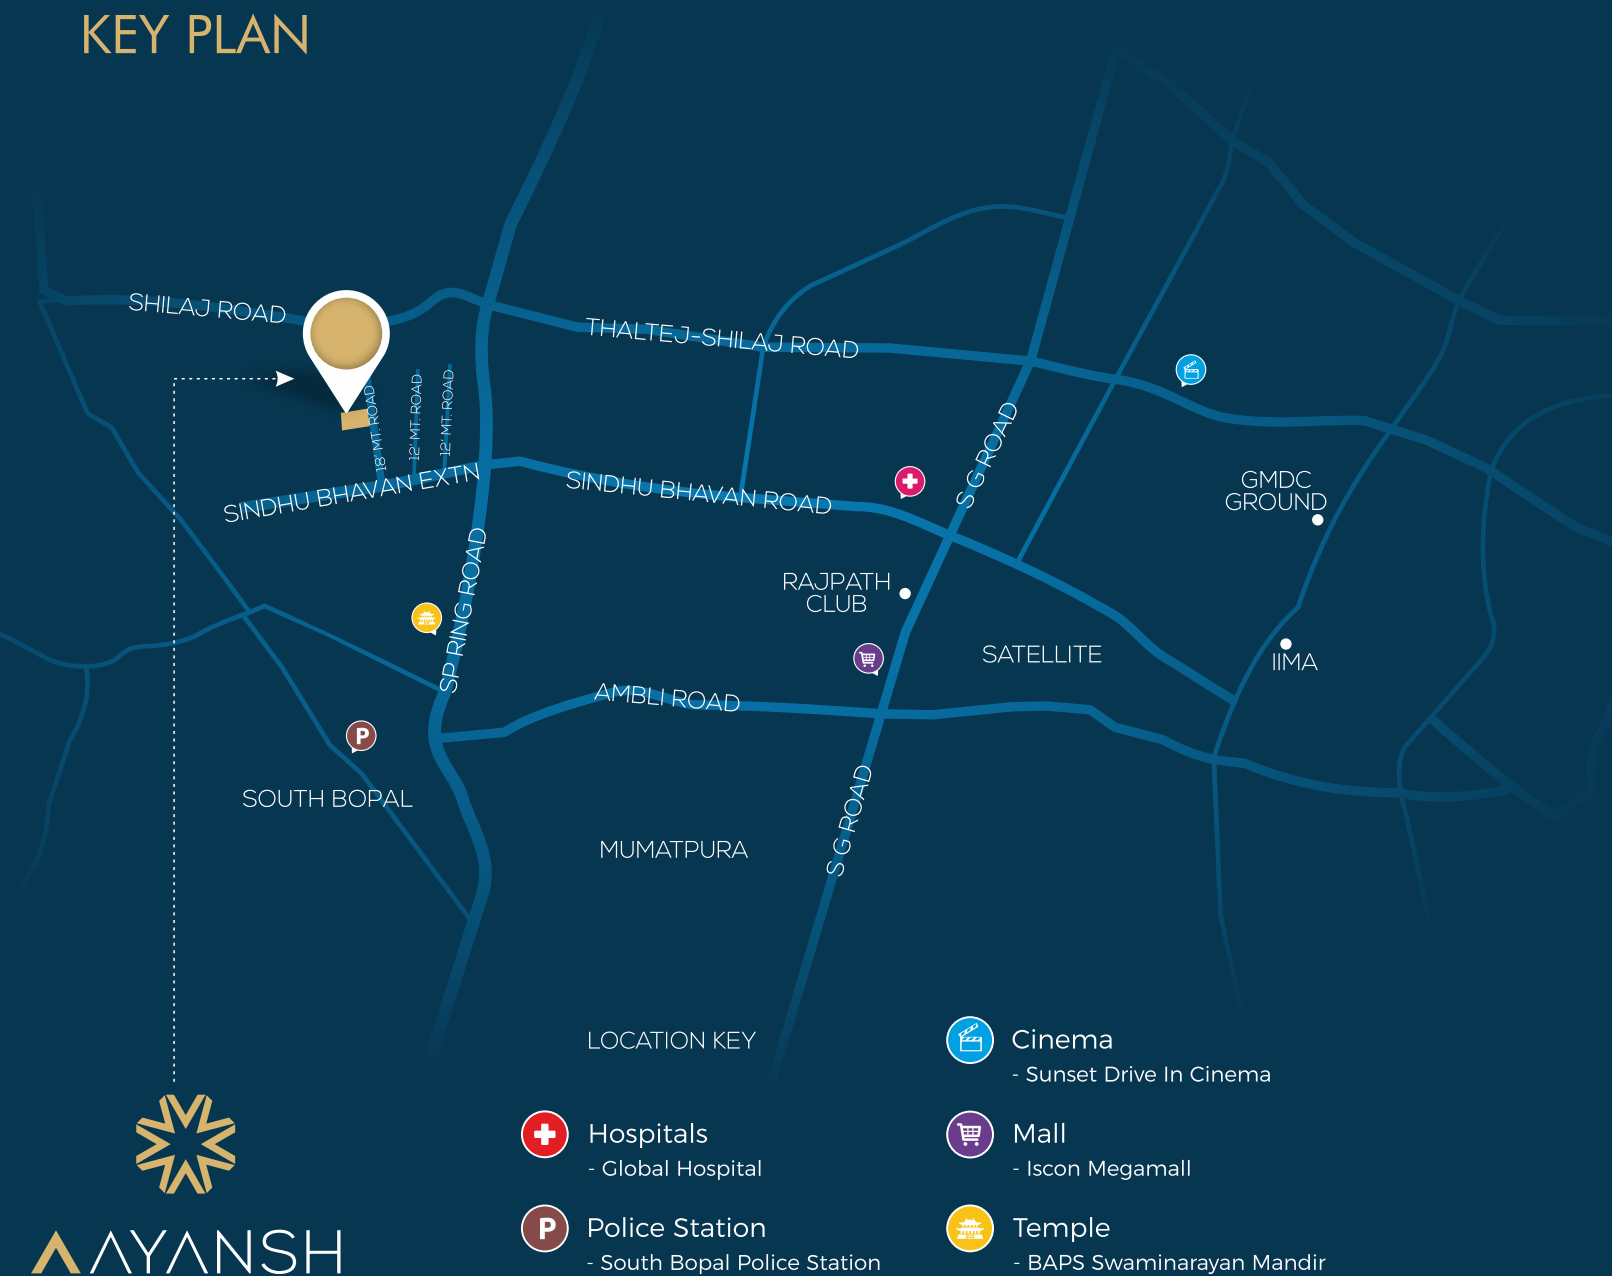 KEY PLAN
SHILAJ ROAD
THALTEJ-SHILAJ ROAD
18' MT. ROAD
12' MT. ROAD
12' MT. ROAD
S G ROAD
SINDHU BHAVAN EXTN
SINDHU BHAVAN ROAD
GMDC
GROUND
SP RING ROAD
RAJPATH
CLUB
SATELLITE
IIMA
AMBLI ROAD
P
SOUTH BOPAL
S G ROAD
MUMATPURA
LOCATION KEY
Cinema
- Sunset Drive In Cinema
Hospitals
- Global Hospital
Mall
- Iscon Megamall
P
Police Station
- South Bopal Police Station
Temple
- BAPS Swaminarayan Mandir
AAYANSH